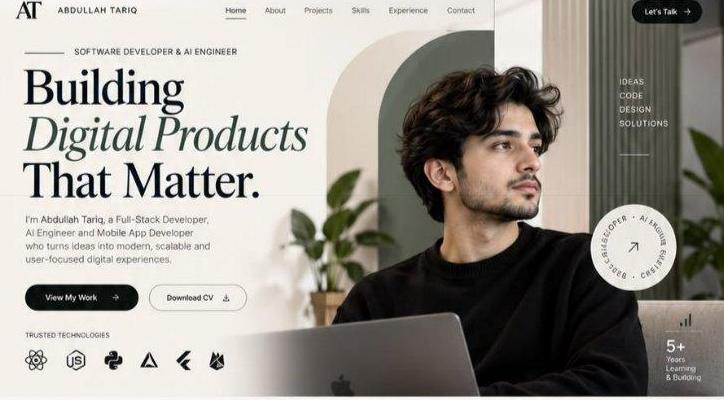 AT
ABDULLAH TARIQ
Home
About
Projects
Skills
Experience
Contact
Let's Talk
SOFTWARE DEVELOPER & AI ENGINEER
Building
Digital Products
That Matter.
I'm Abdullah Tariq, a Full-Stack Developer,
AI Engineer and Mobile App Developer
who turns ideas into modern, scalable and
user-focused digital experiences.
View My Work
Download CV
TRUSTED TECHNOLOGIES
JS
IDEAS
CODE
DESIGN
SOLUTIONS
5+
Years
Learning
& Building